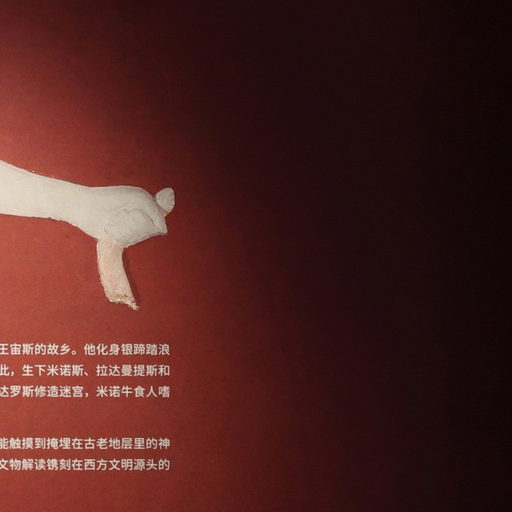 王宙斯的故乡。他化身银蹄踏浪
此，生下米诺斯、拉达曼提斯和
达罗斯修造迷宫，米诺牛食人嗜
能触摸到掩埋在古老地层里的神
文物解读镌刻在西方文明源头的